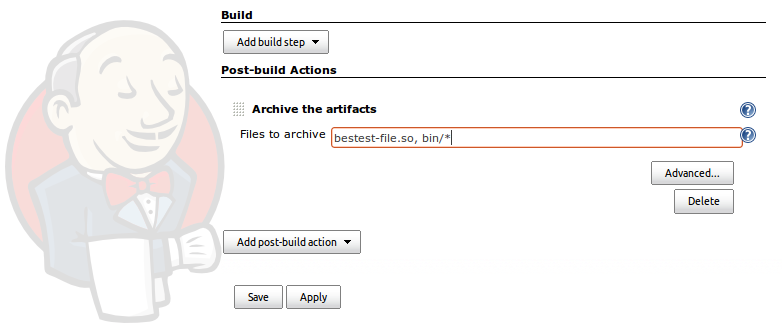 Build
Add build step
Post-build Actions
Archive the artifacts
?
Files to archive bestest-file.so, bin/*
?
Advanced...
Delete
Add post-build action
Save Apply